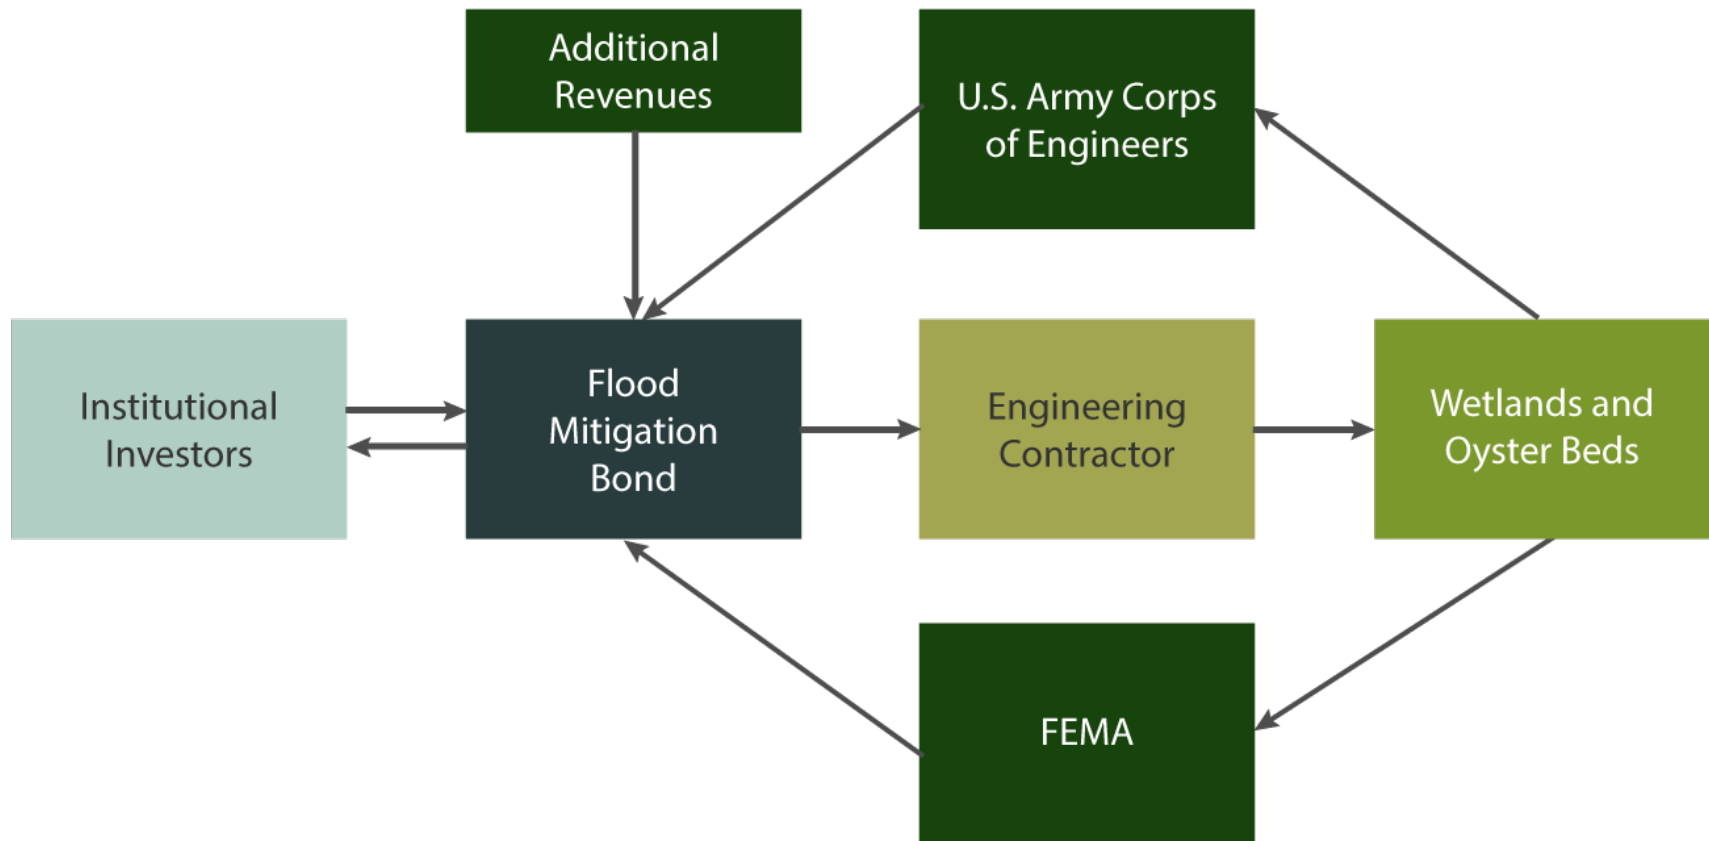 Additional
Revenues
U.S. Army Corps
of Engineers
Institutional
Investors
Flood
Mitigation
Bond
Engineering
Contractor
Wetlands and
Oyster Beds
FEMA